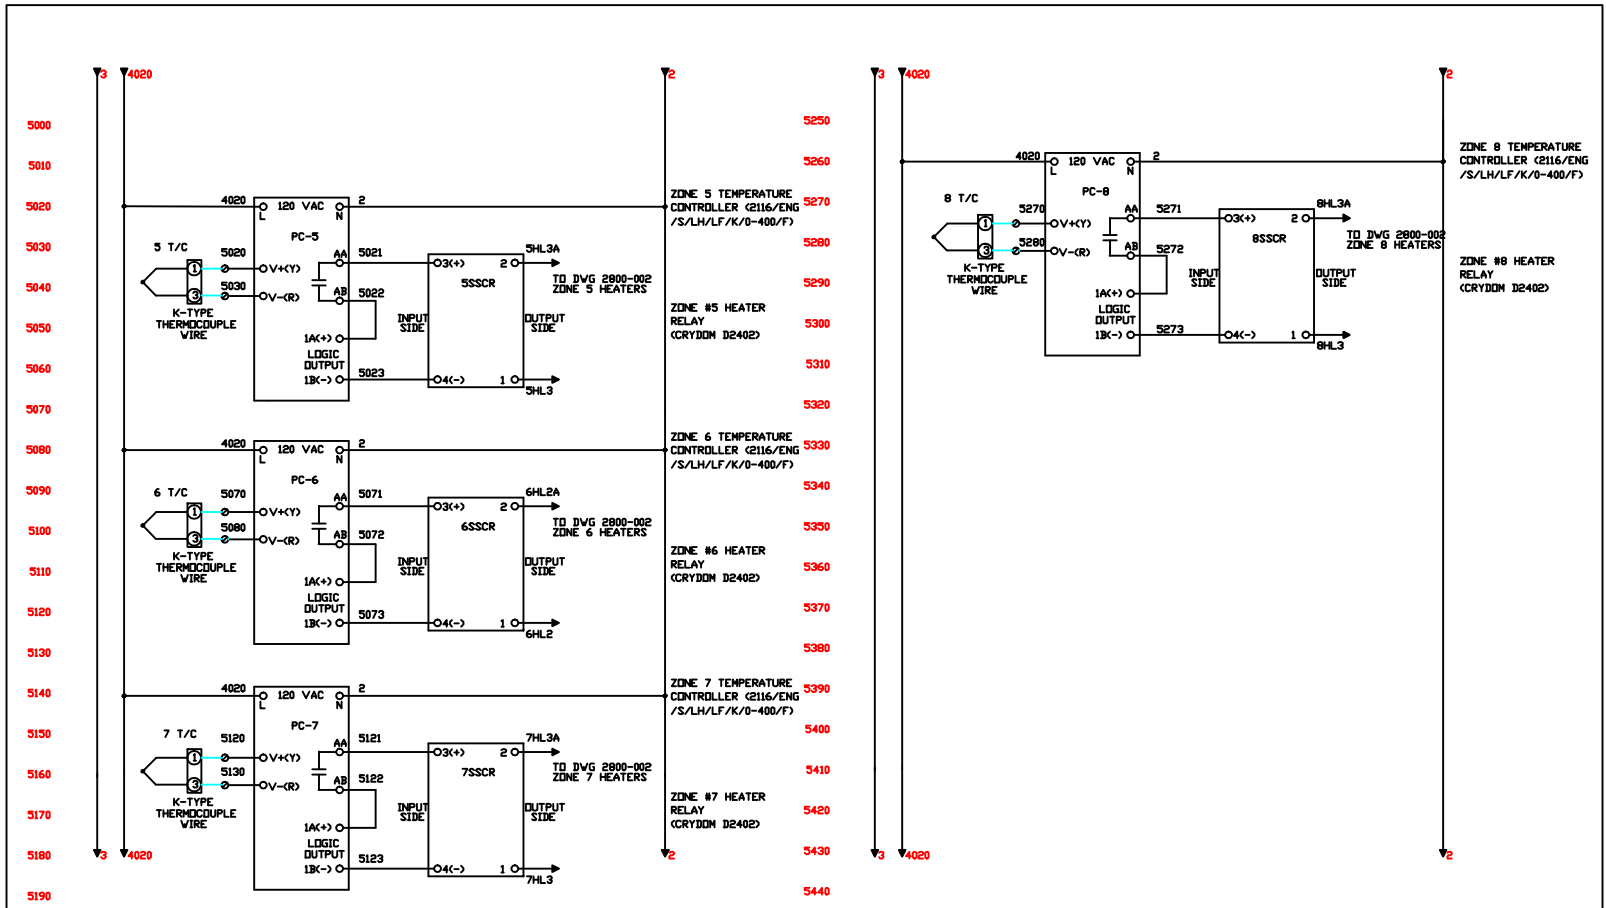 3
4020
2
5000
5010
5020
5030
5040
5050
5060
5070
5080
5090
5100
5110
5120
5130
5140
5150
5160
5170
5180
5190
4020
120 VAC
2
L
N
PC-5
5 T/C
5020
5030
1
3
V+(Y)
V-(R)
K-TYPE
THERMOCOUPLE
WIRE
AA
5021
AB
5022
1A(+)
LOGIC
OUTPUT
1B(-)
5023
3(+)
2
5SSCR
INPUT
SIDE
OUTPUT
SIDE
4(-)
1
5HL3A
TO DWG 2800-002
ZONE 5 HEATERS
5HL3
ZONE 5 TEMPERATURE
CONTROLLER (2116/ENG
/S/LH/LF/K/0-400/F)
ZONE #5 HEATER
RELAY
(CRYDOM D2402)
4020
120 VAC
2
L
N
PC-6
6 T/C
5070
5080
1
3
V+(Y)
V-(R)
K-TYPE
THERMOCOUPLE
WIRE
AA
5071
AB
5072
1A(+)
LOGIC
OUTPUT
1B(-)
5073
3(+)
2
6SSCR
INPUT
SIDE
OUTPUT
SIDE
4(-)
1
6HL2A
TO DWG 2800-002
ZONE 6 HEATERS
6HL2
ZONE 6 TEMPERATURE
CONTROLLER (2116/ENG
/S/LH/LF/K/0-400/F)
ZONE #6 HEATER
RELAY
(CRYDOM D2402)
4020
120 VAC
2
L
N
PC-7
7 T/C
5120
5130
1
3
V+(Y)
V-(R)
K-TYPE
THERMOCOUPLE
WIRE
AA
5121
AB
5122
1A(+)
LOGIC
OUTPUT
1B(-)
5123
3(+)
2
7SSCR
INPUT
SIDE
OUTPUT
SIDE
4(-)
1
7HL3A
TO DWG 2800-002
ZONE 7 HEATERS
7HL3
ZONE 7 TEMPERATURE
CONTROLLER (2116/ENG
/S/LH/LF/K/0-400/F)
ZONE #7 HEATER
RELAY
(CRYDOM D2402)
3
4020
2
3
4020
2
5250
5260
5270
5280
5290
5300
5310
5320
5330
5340
5350
5360
5370
5380
5390
5400
5410
5420
5430
5440
4020
120 VAC
2
L
N
PC-8
8 T/C
5270
5280
1
3
V+(Y)
V-(R)
K-TYPE
THERMOCOUPLE
WIRE
AA
5271
AB
5272
1A(+)
LOGIC
OUTPUT
1B(-)
5273
3(+)
2
8SSCR
INPUT
SIDE
OUTPUT
SIDE
4(-)
1
8HL3A
TO DWG 2800-002
ZONE 8 HEATERS
8HL3
ZONE 8 TEMPERATURE
CONTROLLER (2116/ENG
/S/LH/LF/K/0-400/F)
ZONE #8 HEATER
RELAY
(CRYDOM D2402)
3
4020
2